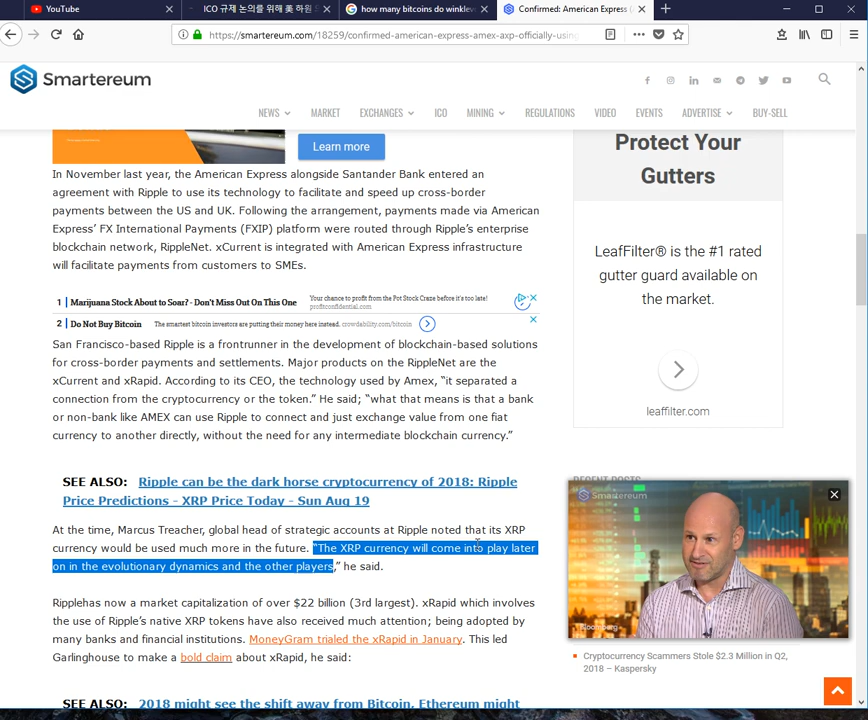 YouTube
ICO 규제 논의를 위해 美 하원 S
how many bitcoins do winklev
Confirmed: American Express (
https://smartereum.com/18259/confirmed-american-express-amex-axp-officially-using
Smartereum
NEWS
MARKET
EXCHANGES
ICO
MINING
REGULATIONS
VIDEO
EVENTS
ADVERTISE
BUY-SELL
Learn more
In November last year, the American Express alongside Santander Bank entered an
agreement with Ripple to use its technology to facilitate and speed up cross-border
payments between the US and UK. Following the arrangement, payments made via American
Express' FX International Payments (FXIP) platform were routed through Ripple's enterprise
blockchain network, RippleNet. xCurrent is integrated with American Express infrastructure
will facilitate payments from customers to SMEs.
1 Marijuana Stock About to Soar? - Don't Miss Out On This One
Your chance to profit from the Pot Stock Craze before it's too late!
profitconfidential.com
2 Do Not Buy Bitcoin
The smartest bitcoin investors are putting their money here instead. crowdability.com/bitcoin
San Francisco-based Ripple is a frontrunner in the development of blockchain-based solutions
for cross-border payments and settlements. Major products on the RippleNet are the
xCurrent and xRapid. According to its CEO, the technology used by Amex, “it separated a
connection from the cryptocurrency or the token.” He said; “what that means is that a bank
or non-bank like AMEX can use Ripple to connect and just exchange value from one fiat
currency to another directly, without the need for any intermediate blockchain currency.”
SEE ALSO: Ripple can be the dark horse cryptocurrency of 2018: Ripple
Price Predictions - XRP Price Today - Sun Aug 19
At the time, Marcus Treacher, global head of strategic accounts at Ripple noted that its XRP
currency would be used much more in the future. “The XRP currency will come into play later
on in the evolutionary dynamics and the other players,” he said.
Ripplehas now a market capitalization of over $22 billion (3rd largest). xRapid which involves
the use of Ripple's native XRP tokens have also received much attention; being adopted by
many banks and financial institutions. MoneyGram trialed the xRapid in January. This led
Garlinghouse to make a bold claim about xRapid, he said:
SEE ALSO: 2018 might see the shift away from Bitcoin, Ethereum might
Protect Your
Gutters
LeafFilter® is the #1 rated
gutter guard available on
the market.
leaffilter.com
RECENT POSTS
Smartereum
Bloomberg
Cryptocurrency Scammers Stole $2.3 Million in Q2,
2018 – Kaspersky